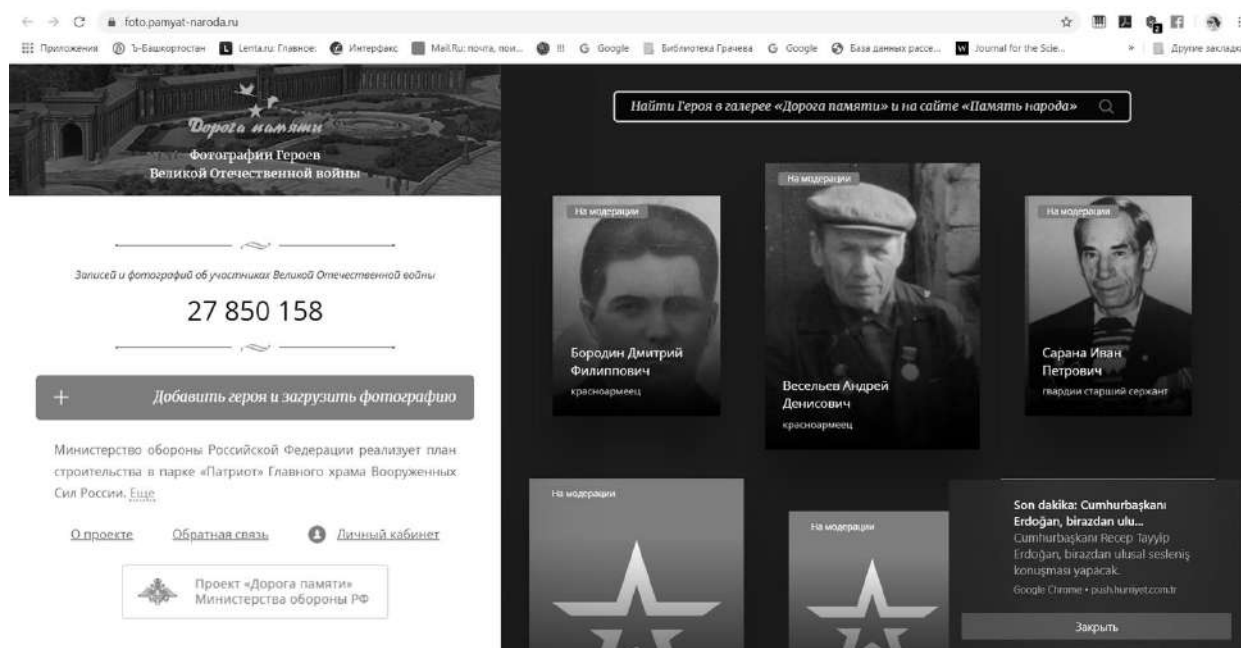 foto.pamyat-naroda.ru
Приложения Ъ-Башкортостан Lenta.ru: Главное: Интерфакс Mail.Ru: почта, пои... !!! Google Библиотека Грачева Google База данных рассе... Journal for the Scie... » Другие закладк
Дорога памяти
Фотографии Героев
Великой Отечественной войны
Записей и фотографий об участниках Великой Отечественной войны
27 850 158
+ Добавить героя и загрузить фотографию
Министерство обороны Российской Федерации реализует план
строительства в парке «Патриот» Главного храма Вооруженных
Сил России. Еще
О проекте Обратная связь Личный кабинет
Проект «Дорога памяти»
Министерства обороны РФ
Найти Героя в галерее «Дорога памяти» и на сайте «Память народа»
На модерации
Бородин Дмитрий
Филиппович
красноармеец
На модерации
Весельев Андрей
Денисович
красноармеец
На модерации
Сарана Иван
Петрович
гвардии старший сержант
На модерации
На модерации
Son dakika: Cumhurbaşkanı
Erdoğan, birazdan ulu...
Cumhurbaşkanı Recep Tayyip
Erdoğan, birazdan ulusal sesleniş
konuşması yapacak.
Google Chrome • push.hurriyet.com.tr
Закрыть